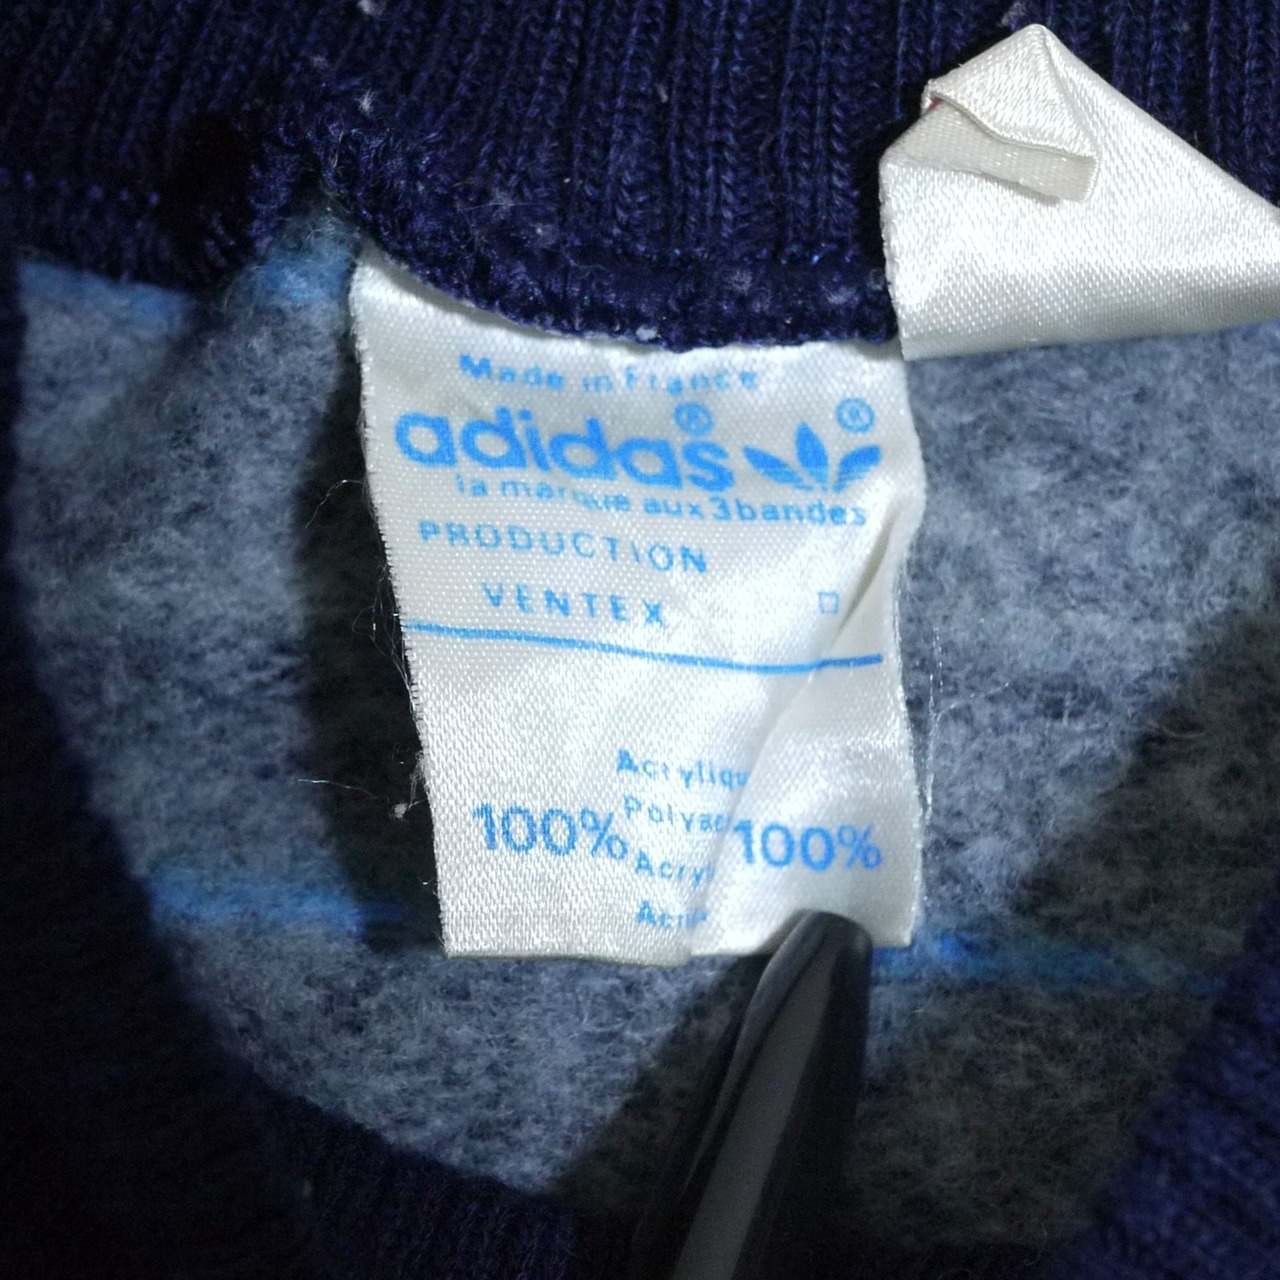 Made in France
adidas® ®
la marque aux 3 bandes
PRODUCTION
VENTEX
100% 100%